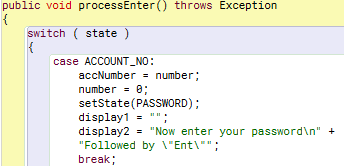 public void processEnter() throws Exception
{
switch ( state )
{
case ACCOUNT_NO:
accNumber = number;
number = 0;
setState(PASSWORD);
display1 = "";
display2 = "Now enter your password\n" +
"Followed by \"Ent\"";
break;